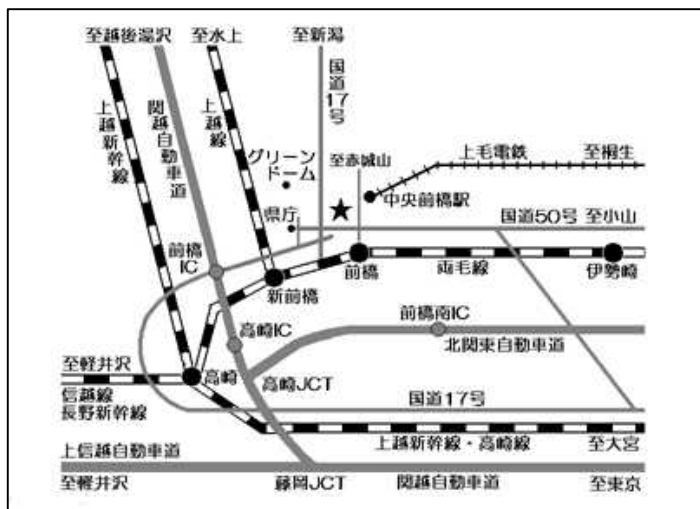 至越後湯沢
至水上
至新潟
上越新幹線
関越自動車道
上越線
国道17号
グリーン
ドーム
至赤城山
上毛電鉄
至桐生
中央前橋駅
県庁
国道50号
至小山
前橋
IC
新前橋
前橋
両毛線
伊勢崎
高崎IC
前橋南IC
北関東自動車道
至軽井沢
高崎
高崎JCT
信越線
長野新幹線
国道17号
上越新幹線・高崎線
至大宮
上信越自動車道
至軽井沢
藤岡JCT
関越自動車道
至東京